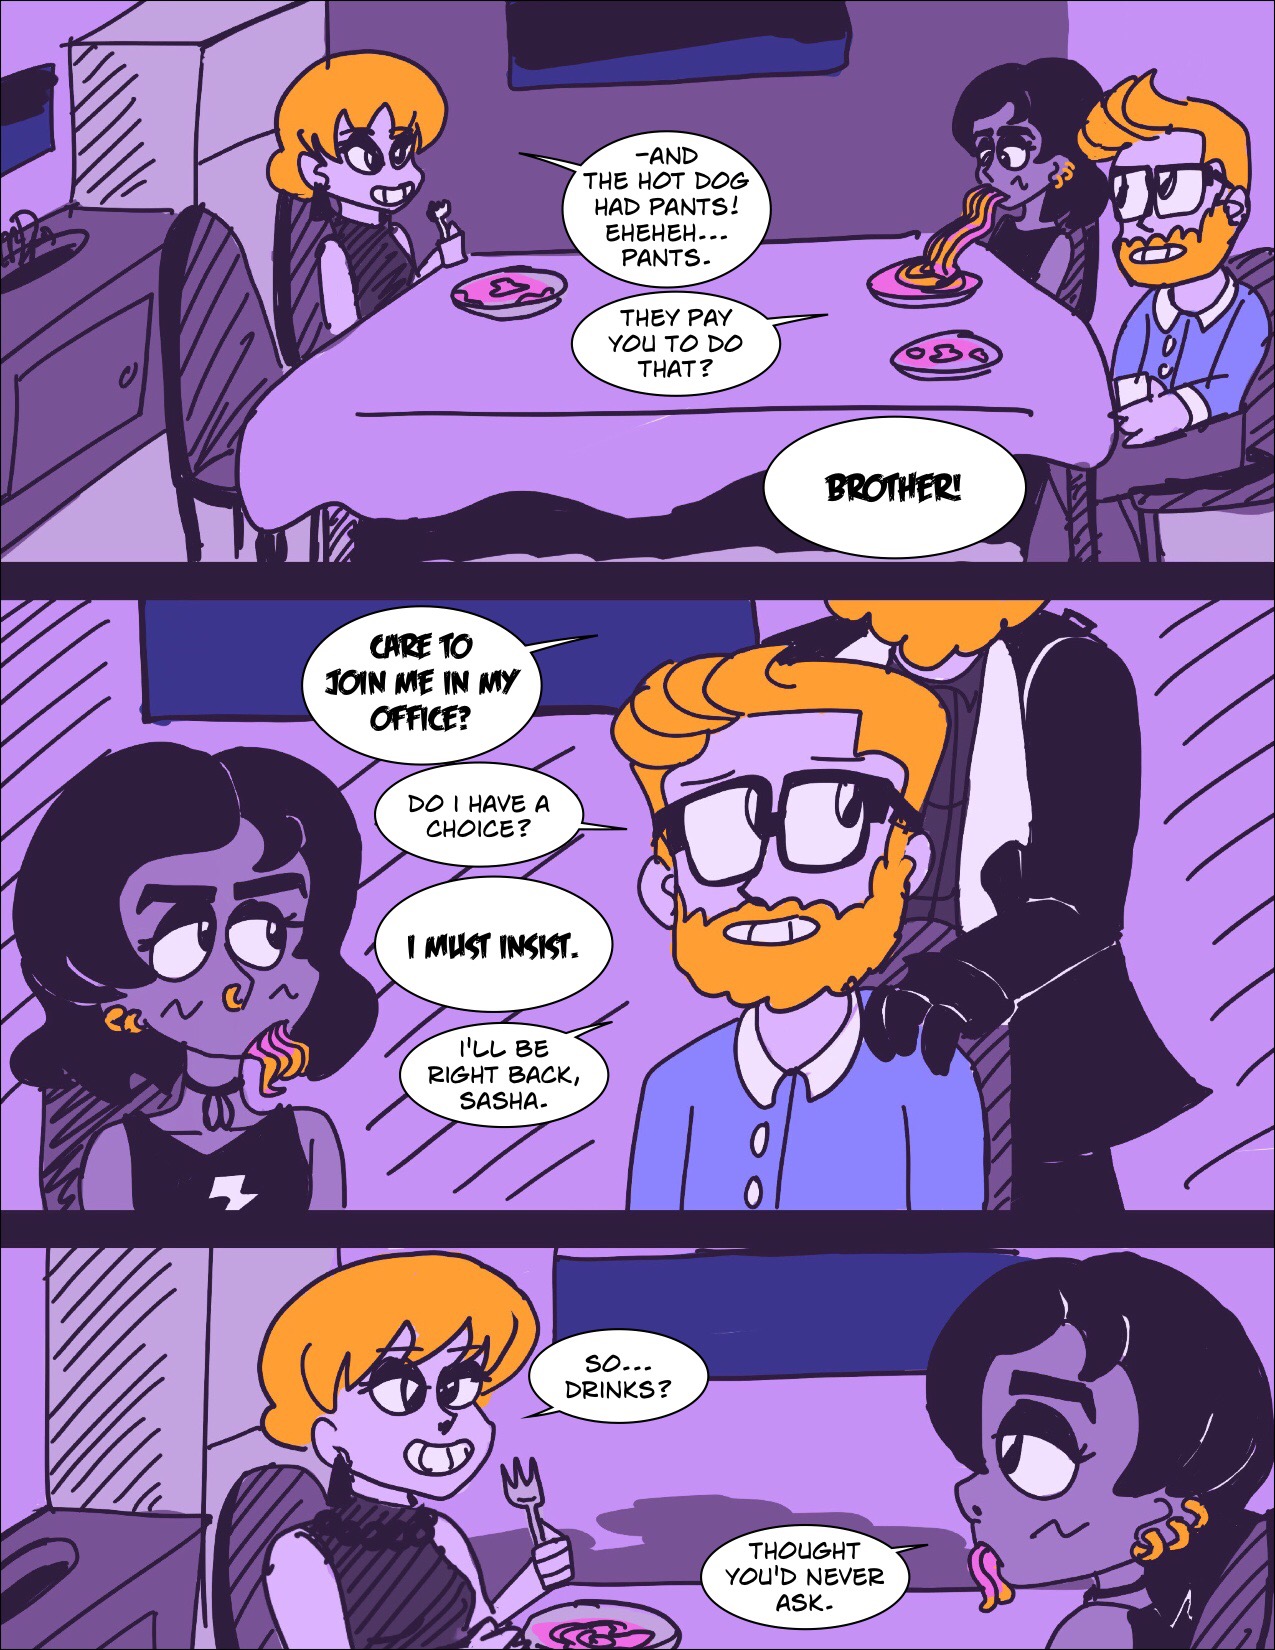 -AND
THE HOT DOG
HAD PANTS!
EHEHEH...
PANTS.
THEY PAY
YOU TO DO
THAT?
BROTHER!
CARE TO
JOIN ME IN MY
OFFICE?
DO I HAVE A
CHOICE?
I MUST INSIST.
I'LL BE
RIGHT BACK,
SASHA.
SO...
DRINKS?
THOUGHT
YOU'D NEVER
ASK.